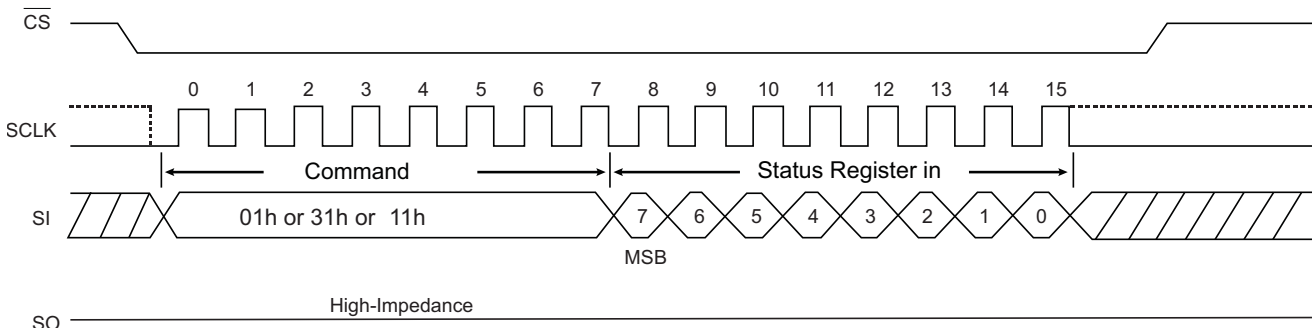 CS
0 1 2 3 4 5 6 7 8 9 10 11 12 13 14 15
SCLK
Command Status Register in
SI 01h or 31h or 11h 7 6 5 4 3 2 1 0
MSB
High-Impedance
SO